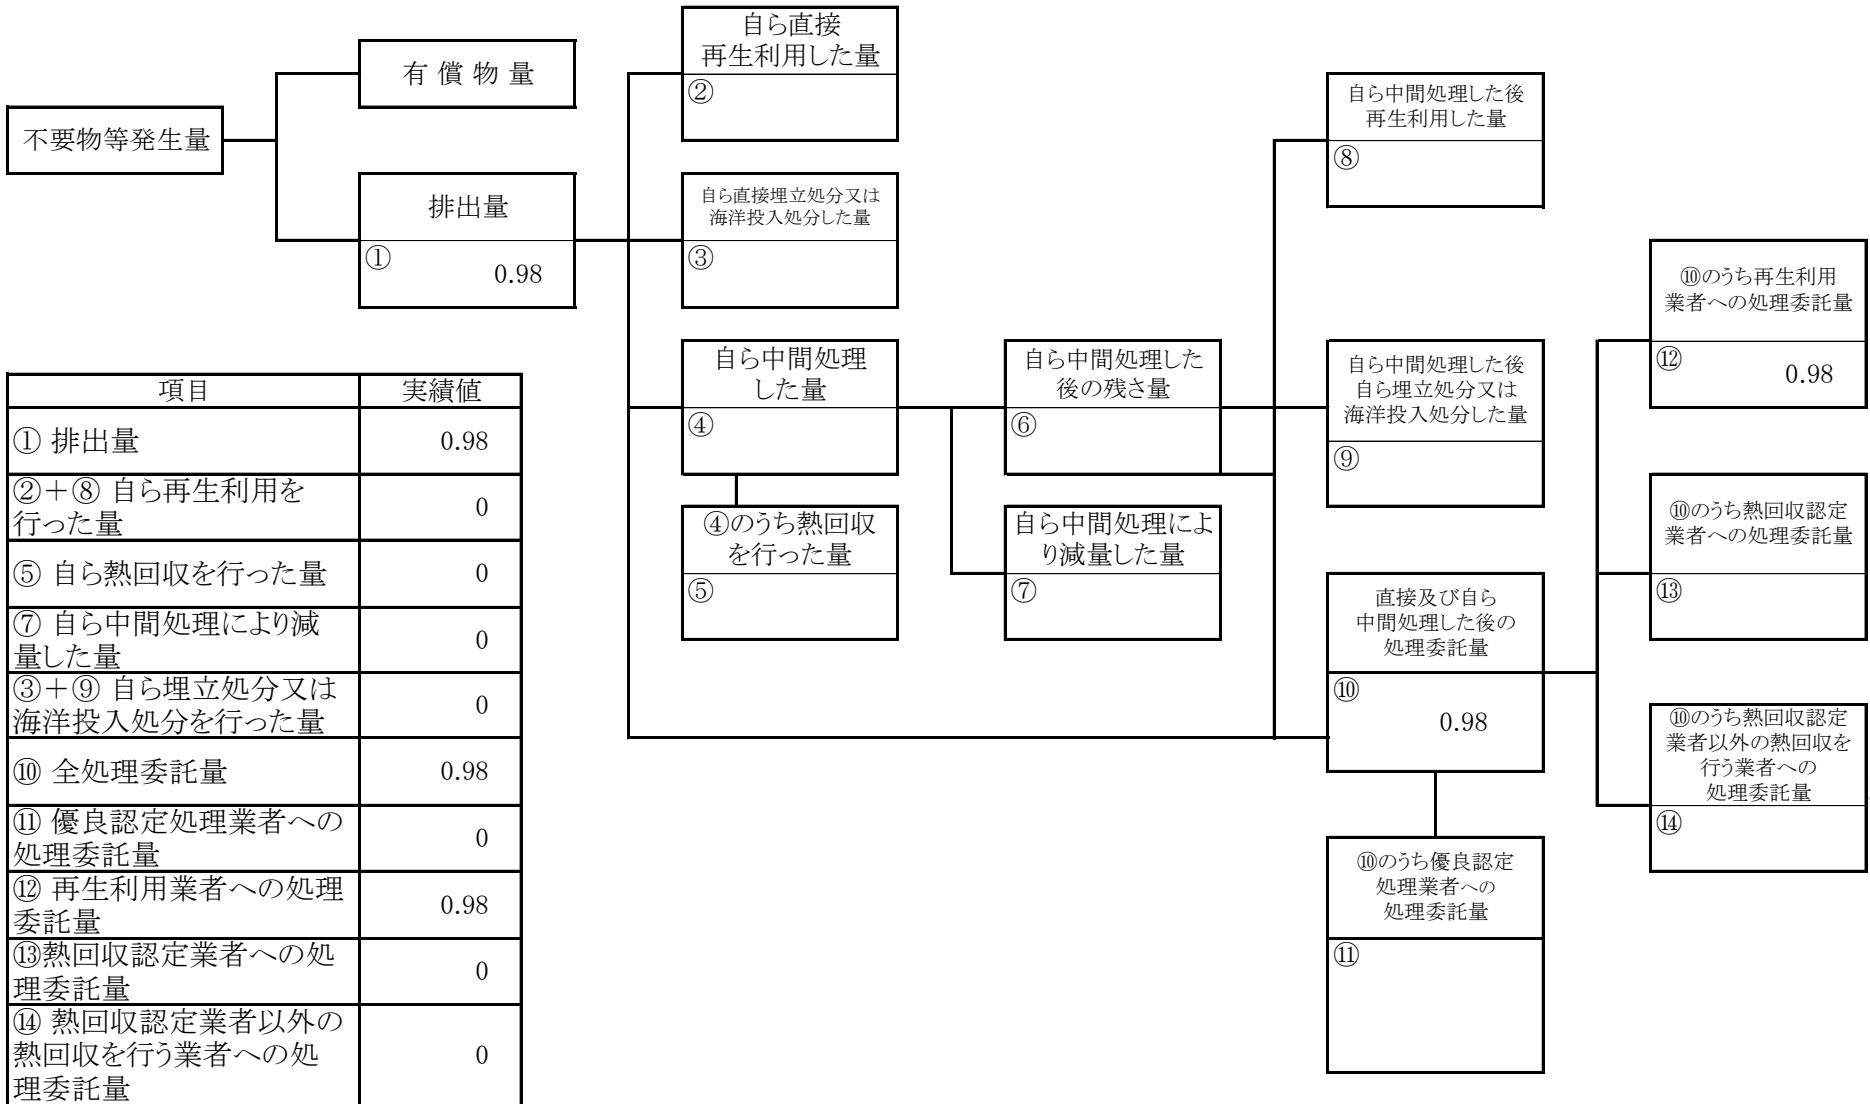 不要物等発生量
有 償 物 量
排出量
①
0.98
自ら直接
再生利用した量
②
自ら直接埋立処分又は
海洋投入処分した量
③
自ら中間処理
した量
④
④のうち熱回収
を行った量
⑤
自ら中間処理した
後の残さ量
⑥
自ら中間処理によ
り減量した量
⑦
自ら中間処理した後
再生利用した量
⑧
自ら中間処理した後
自ら埋立処分又は
海洋投入処分した量
⑨
直接及び自ら
中間処理した後の
処理委託量
⑩
0.98
⑩のうち優良認定
処理業者への
処理委託量
⑪
⑩のうち再生利用
業者への処理委託量
⑫
0.98
⑩のうち熱回収認定
業者への処理委託量
⑬
⑩のうち熱回収認定
業者以外の熱回収を
行う業者への
処理委託量
⑭
項目 実績値
① 排出量 0.98
②＋⑧ 自ら再生利用を
行った量 0
⑤ 自ら熱回収を行った量 0
⑦ 自ら中間処理により減
量した量 0
③＋⑨ 自ら埋立処分又は
海洋投入処分を行った量 0
⑩ 全処理委託量 0.98
⑪ 優良認定処理業者への
処理委託量 0
⑫ 再生利用業者への処理
委託量 0.98
⑬熱回収認定業者への処
理委託量 0
⑭ 熱回収認定業者以外の
熱回収を行う業者への処
理委託量 0